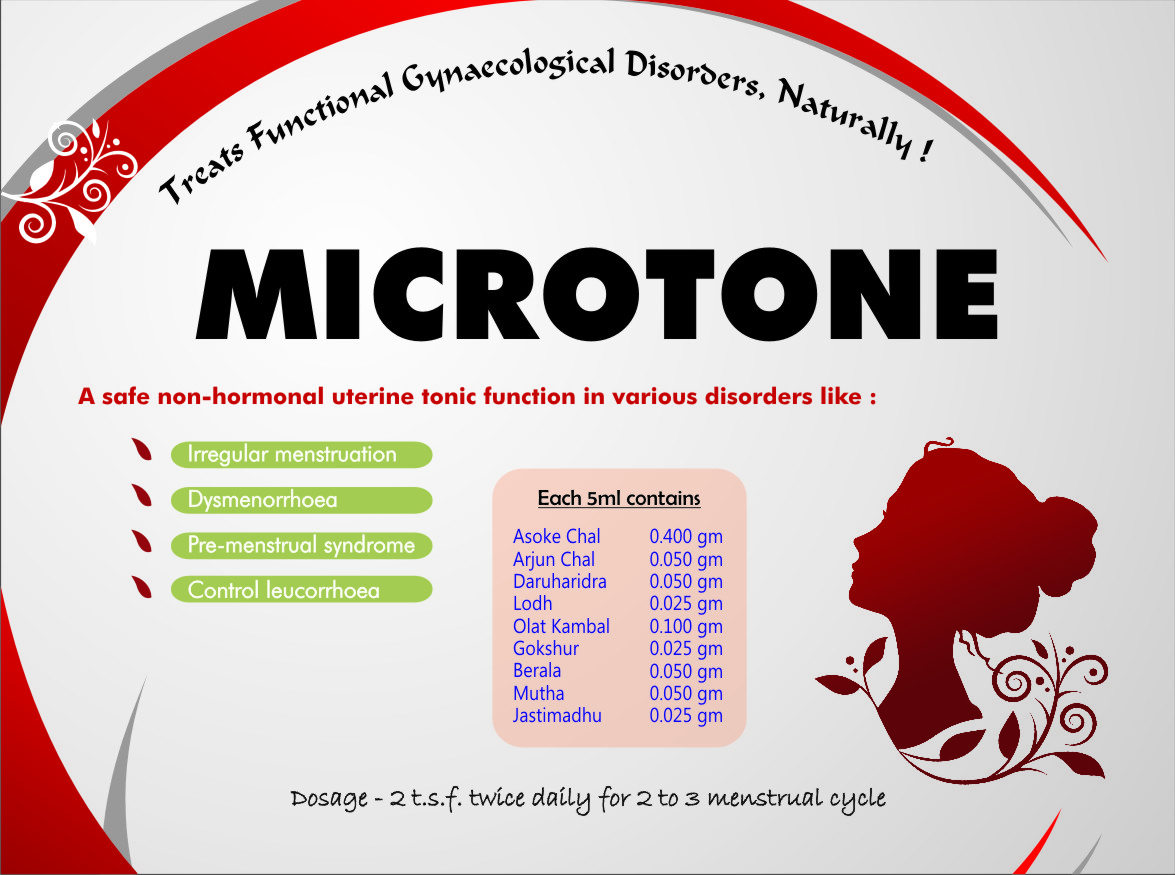 Treats Functional Gynaecological Disorders, Naturally !
MICROTONE
A safe non-hormonal uterine tonic function in various disorders like :
Irregular menstruation
Dysmenorrhoea
Pre-menstrual syndrome
Control leucorrhoea
Each 5ml contains
Asoke Chal 0.400 gm
Arjun Chal 0.050 gm
Daruharidra 0.050 gm
Lodh 0.025 gm
Olat Kambal 0.100 gm
Gokshur 0.025 gm
Berala 0.050 gm
Mutha 0.050 gm
Jastimadhu 0.025 gm
Dosage - 2 t.s.f. twice daily for 2 to 3 menstrual cycle